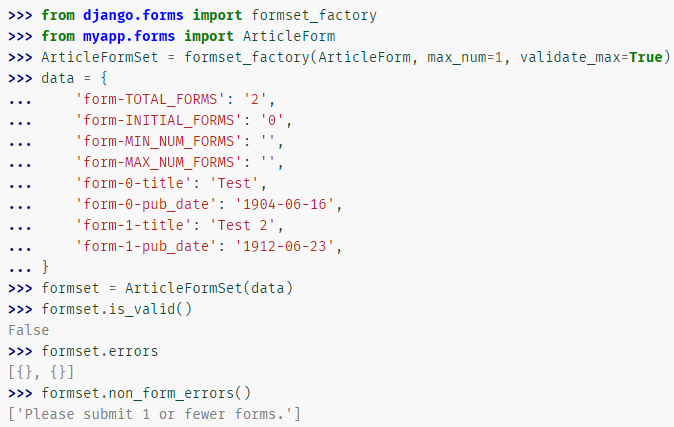 >>> from django.forms import formset_factory
>>> from myapp.forms import ArticleForm
>>> ArticleFormSet = formset_factory(ArticleForm, max_num=1, validate_max=True)
>>> data = {
...     'form-TOTAL_FORMS': '2',
...     'form-INITIAL_FORMS': '0',
...     'form-MIN_NUM_FORMS': '',
...     'form-MAX_NUM_FORMS': '',
...     'form-0-title': 'Test',
...     'form-0-pub_date': '1904-06-16',
...     'form-1-title': 'Test 2',
...     'form-1-pub_date': '1912-06-23',
... }
>>> formset = ArticleFormSet(data)
>>> formset.is_valid()
False
>>> formset.errors
[{}, {}]
>>> formset.non_form_errors()
['Please submit 1 or fewer forms.']